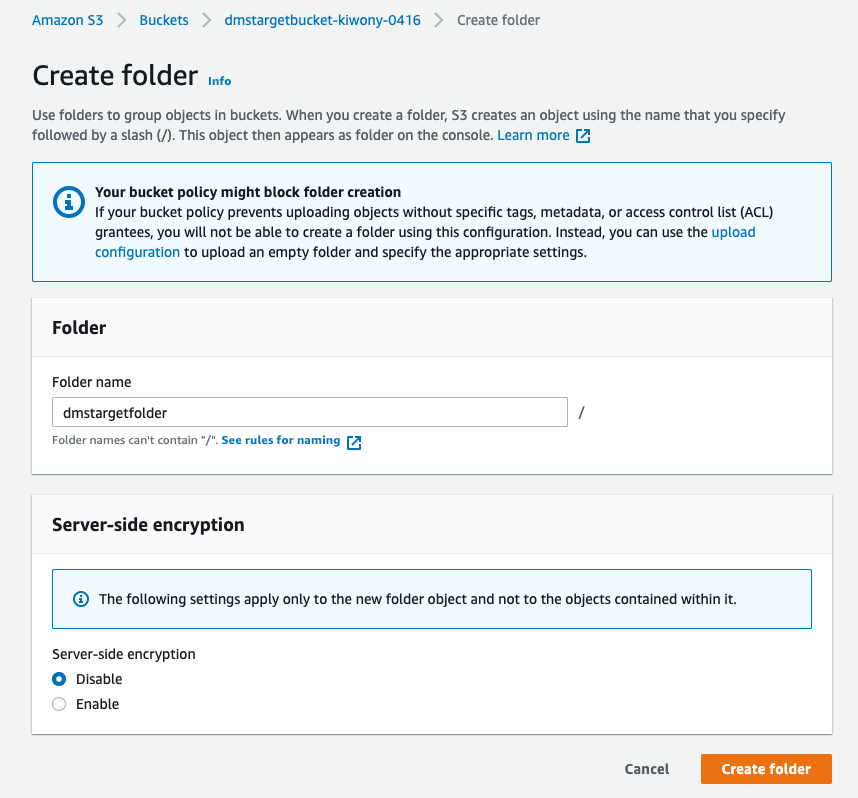 Amazon S3 > Buckets > dmstargetbucket-kiwony-0416 > Create folder
Create folder Info
Use folders to group objects in buckets. When you create a folder, S3 creates an object using the name that you specify
followed by a slash (/). This object then appears as folder on the console. Learn more
Your bucket policy might block folder creation
If your bucket policy prevents uploading objects without specific tags, metadata, or access control list (ACL)
grantees, you will not be able to create a folder using this configuration. Instead, you can use the upload
configuration to upload an empty folder and specify the appropriate settings.
Folder
Folder name
dmstargetfolder /
Folder names can't contain "/". See rules for naming
Server-side encryption
The following settings apply only to the new folder object and not to the objects contained within it.
Server-side encryption
Disable
Enable
Cancel Create folder